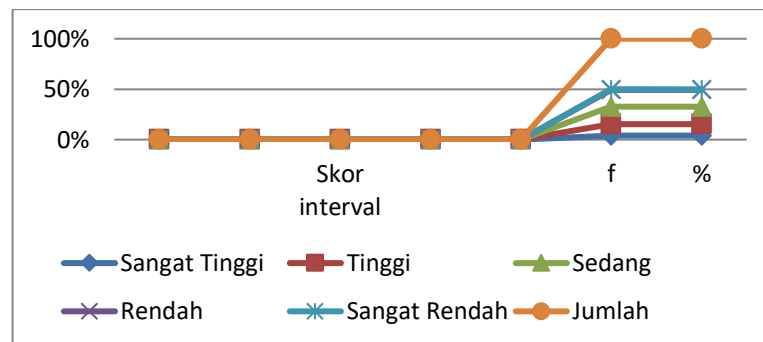 100%
50%
0%
Skor
interval
f
%
Sangat Tinggi
Tinggi
Sedang
Rendah
Sangat Rendah
Jumlah